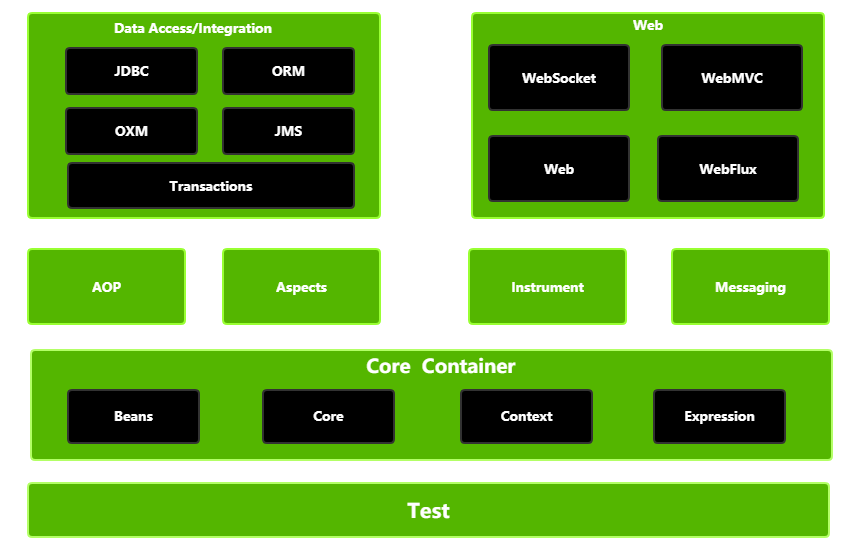 Data Access/Integration
JDBC
ORM
OXM
JMS
Transactions
Web
WebSocket
WebMVC
Web
WebFlux
AOP
Aspects
Instrument
Messaging
Core Container
Beans
Core
Context
Expression
Test